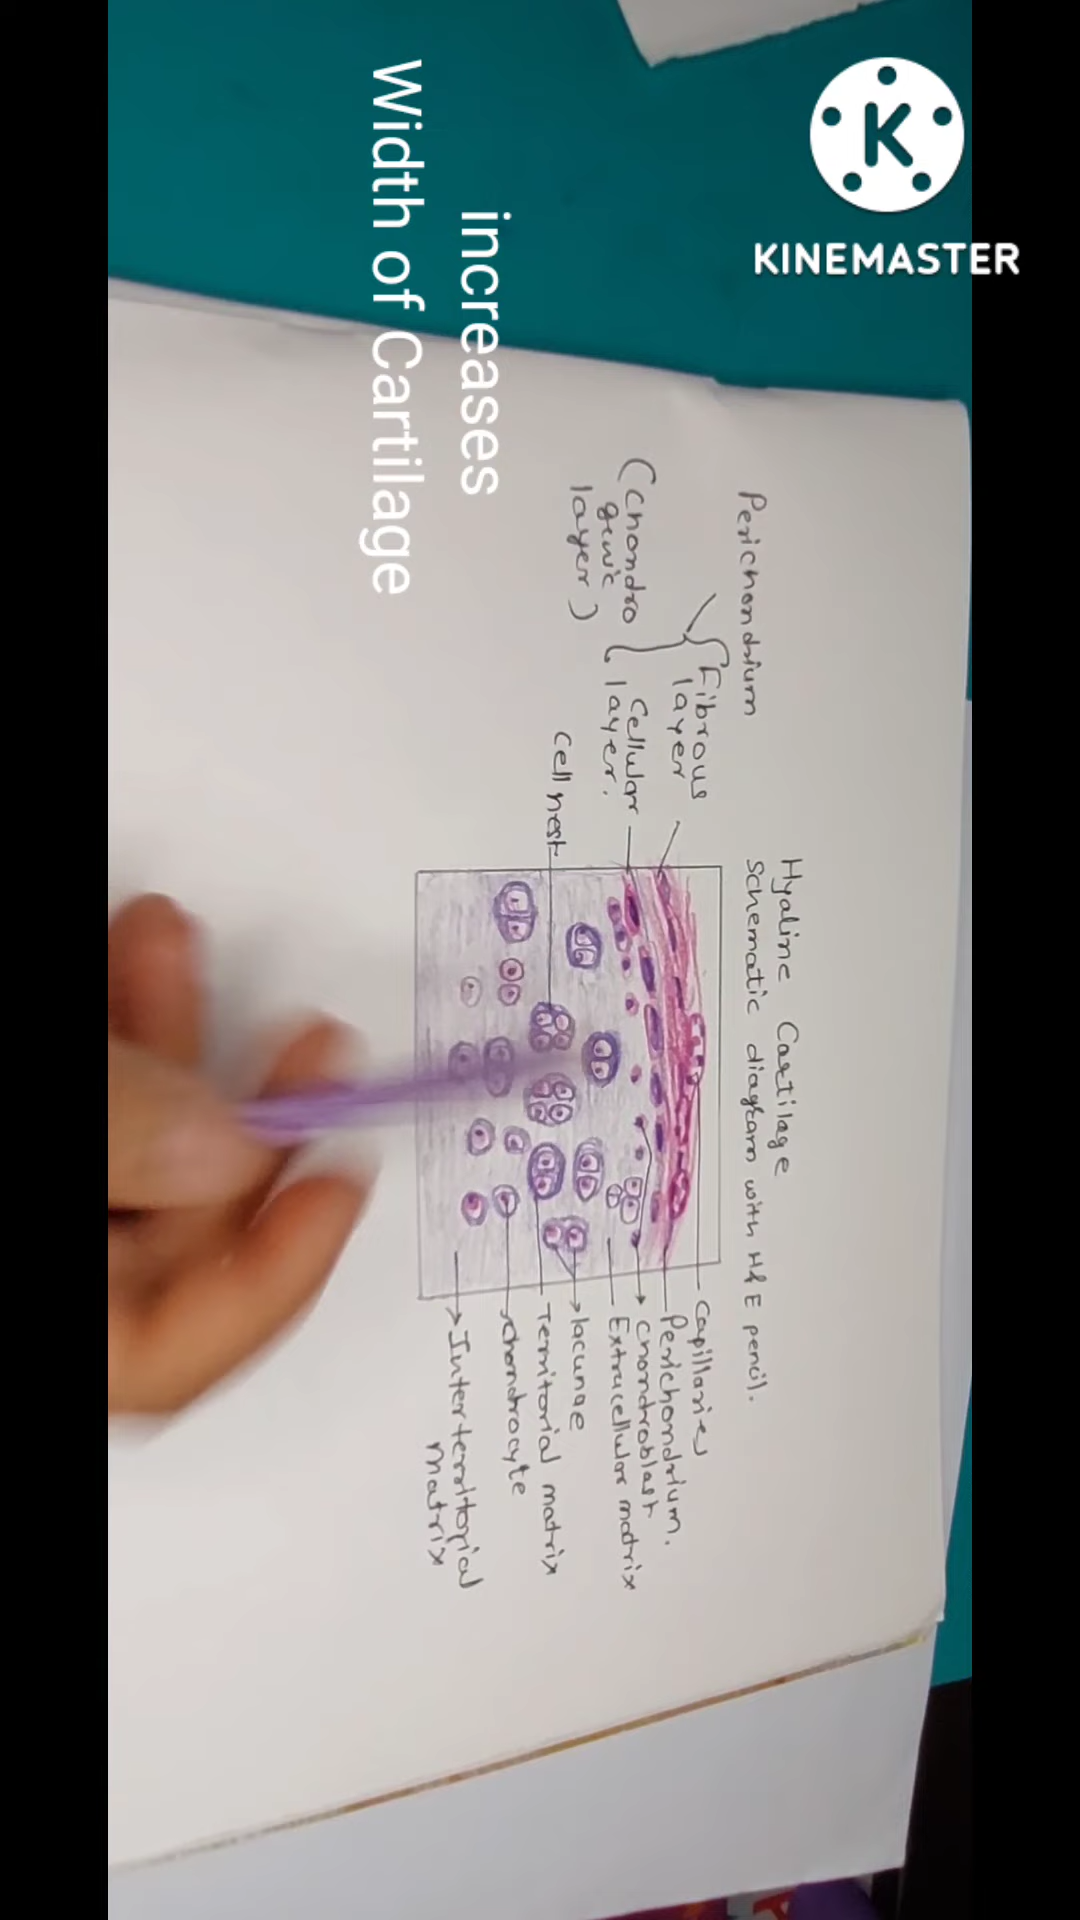 KINEMASTER
increases
Width of Cartilage
Hyaline Cartilage
schematic diagram with H & E pencil.
Perichondrium
Fibrous
layer
(chondro
genic
layer)
cellular
layer.
cell nest
capillaries
Perichondrium.
chondroblast
Extracellular matrix
lacunae
Territorial matrix
chondrocyte
Interterritorial
matrix